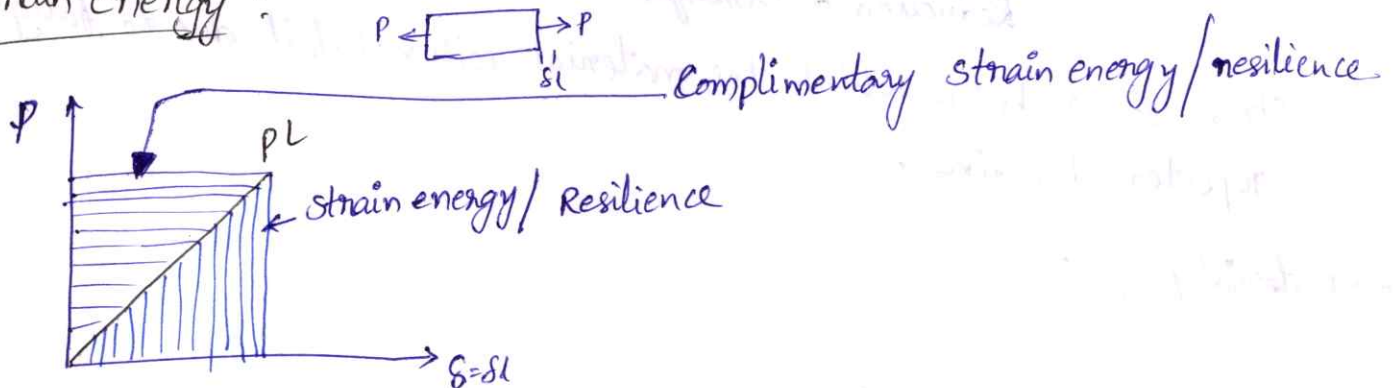 Energy
P P
δl
Complimentary strain energy/resilience
P
PL
strain energy/ Resilience
δ=δl